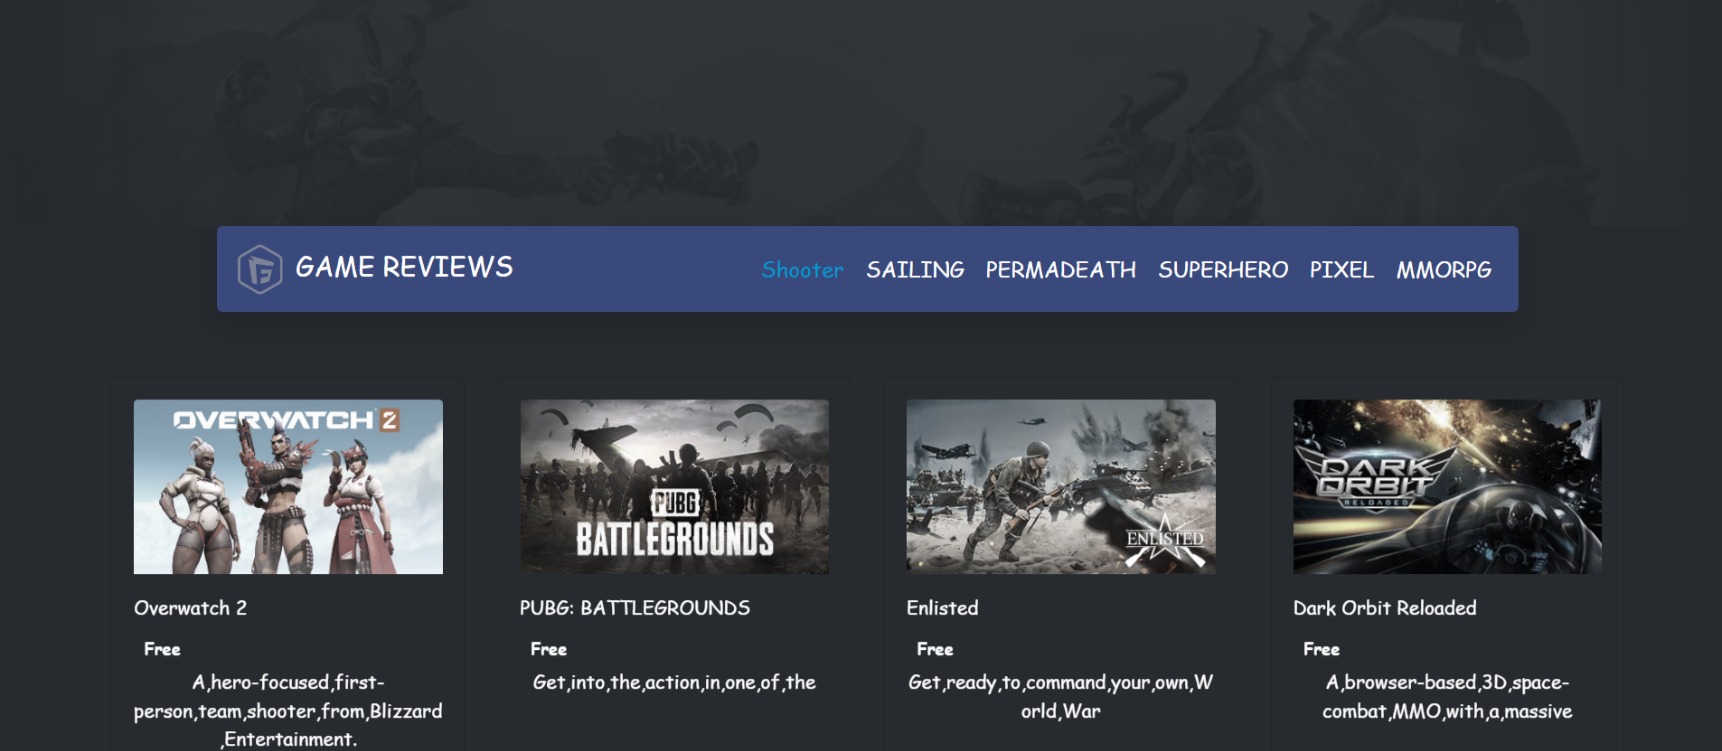 GAME REVIEWS
Shooter SAILING PERMADEATH SUPERHERO PIXEL MMORPG
OVERWATCH 2
PUBG
BATTLEGROUNDS
ENLISTED
DARK
ORBIT
RELOADED
Overwatch 2
Free
A,hero-focused,first-
person,team,shooter,from,Blizzard
,Entertainment.
PUBG: BATTLEGROUNDS
Free
Get,into,the,action,in,one,of,the
Enlisted
Free
Get,ready,to,command,your,own,W
orld,War
Dark Orbit Reloaded
Free
A,browser-based,3D,space-
combat,MMO,with,a,massive